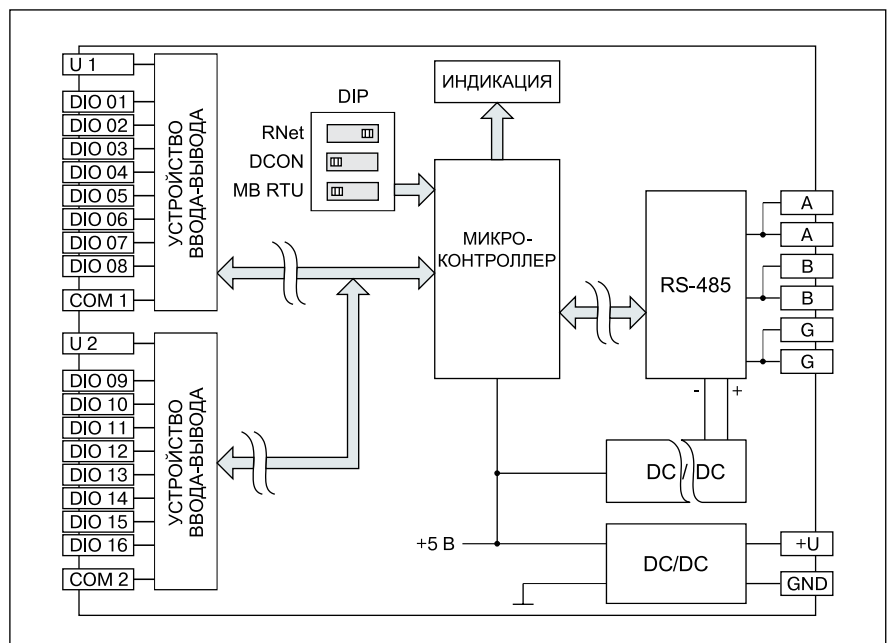 U 1
DIO 01
DIO 02
DIO 03
DIO 04
DIO 05
DIO 06
DIO 07
DIO 08
COM 1
УСТРОЙСТВО
ВВОДА-ВЫВОДА
U 2
DIO 09
DIO 10
DIO 11
DIO 12
DIO 13
DIO 14
DIO 15
DIO 16
COM 2
УСТРОЙСТВО
ВВОДА-ВЫВОДА
DIP
RNet
DCON
MB RTU
ИНДИКАЦИЯ
МИКРО-
КОНТРОЛЛЕР
RS-485
A
A
B
B
G
G
- +
DC / DC
+5 В
DC/DC
+U
GND